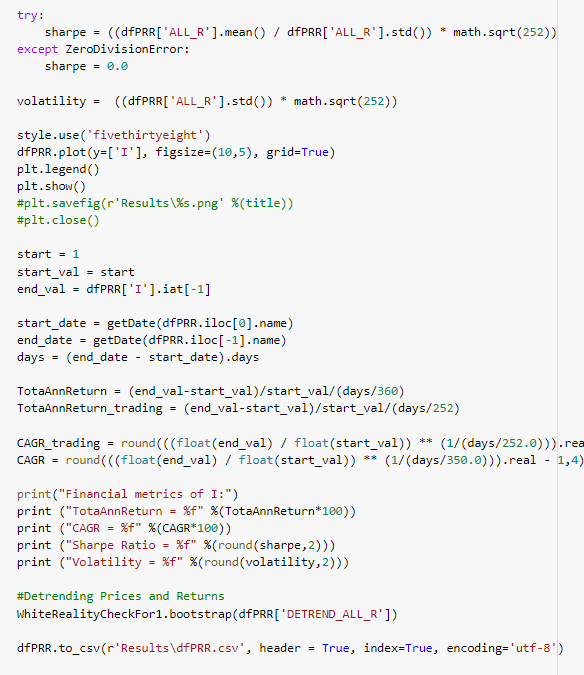 try:
    sharpe = ((dfPRR['ALL_R'].mean() / dfPRR['ALL_R'].std()) * math.sqrt(252))
except ZeroDivisionError:
    sharpe = 0.0
volatility =  ((dfPRR['ALL_R'].std()) * math.sqrt(252))
style.use('fivethirtyeight')
dfPRR.plot(y=['I'], figsize=(10,5), grid=True)
plt.legend()
plt.show()
#plt.savefig(r'Results\%s.png' %(title))
#plt.close()
start = 1
start_val = start
end_val = dfPRR['I'].iat[-1]
start_date = getDate(dfPRR.iloc[0].name)
end_date = getDate(dfPRR.iloc[-1].name)
days = (end_date - start_date).days
TotaAnnReturn = (end_val-start_val)/start_val/(days/360)
TotaAnnReturn_trading = (end_val-start_val)/start_val/(days/252)
CAGR_trading = round(((float(end_val) / float(start_val)) ** (1/(days/252.0))).rea
CAGR = round(((float(end_val) / float(start_val)) ** (1/(days/350.0))).real - 1,4)
print("Financial metrics of I:")
print ("TotaAnnReturn = %f" %(TotaAnnReturn*100))
print ("CAGR = %f" %(CAGR*100))
print ("Sharpe Ratio = %f" %(round(sharpe,2)))
print ("Volatility = %f" %(round(volatility,2)))
#Detrending Prices and Returns
WhiteRealityCheckFor1.bootstrap(dfPRR['DETREND_ALL_R'])
dfPRR.to_csv(r'Results\dfPRR.csv', header = True, index=True, encoding='utf-8')